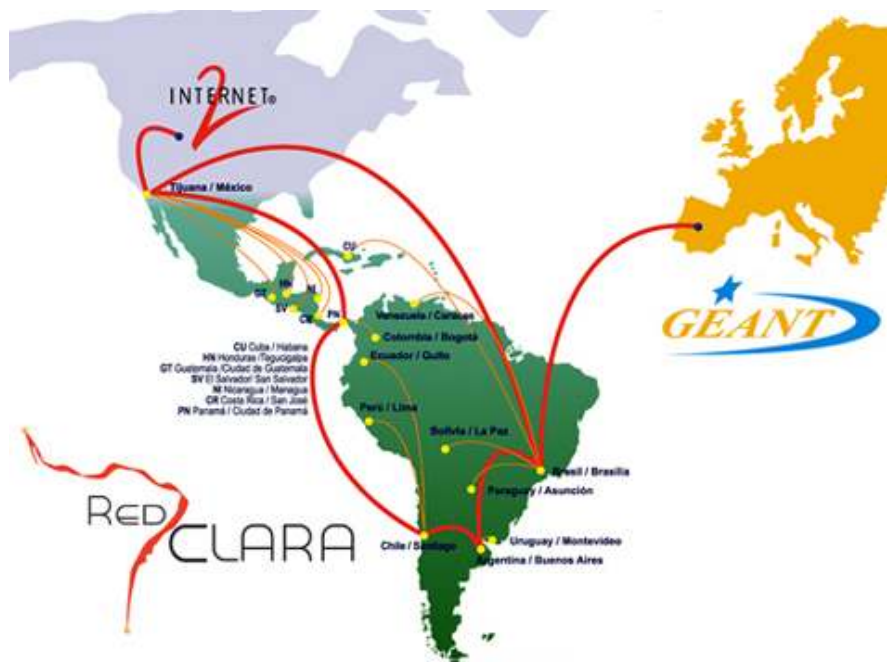 INTERNET2®
Tijuana / México
CU
HN
GT
NI
SV
CR
PN
Venezuela / Caracas
Colombia / Bogotá
Ecuador / Quito
CU Cuba / Habana
HN Honduras /Tegucigalpa
GT Guatemala /Ciudad de Guatemala
SV El Salvador/ San Salvador
NI Nicaragua / Managua
CR Costa Rica / San José
PN Panamá / Ciudad de Panamá
GEANT
Perú / Lima
Bolivia / La Paz
Brasil / Brasilia
Paraguay / Asunción
RED
CLARA
Chile / Santiago
Uruguay / Montevideo
Argentina / Buenos Aires